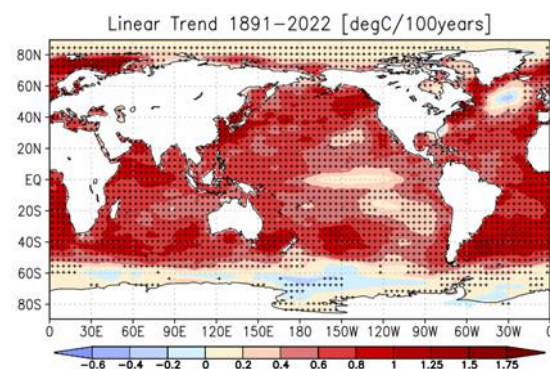 Linear Trend 1891−2022 [degC/100years]
80N
60N
40N
20N
EQ
20S
40S
60S
80S
0 30E 60E 90E 120E 150E 180 150W 120W 90W 60W 30W 0
−0.6 −0.4 −0.2 0 0.2 0.4 0.6 0.8 1 1.25 1.5 1.75